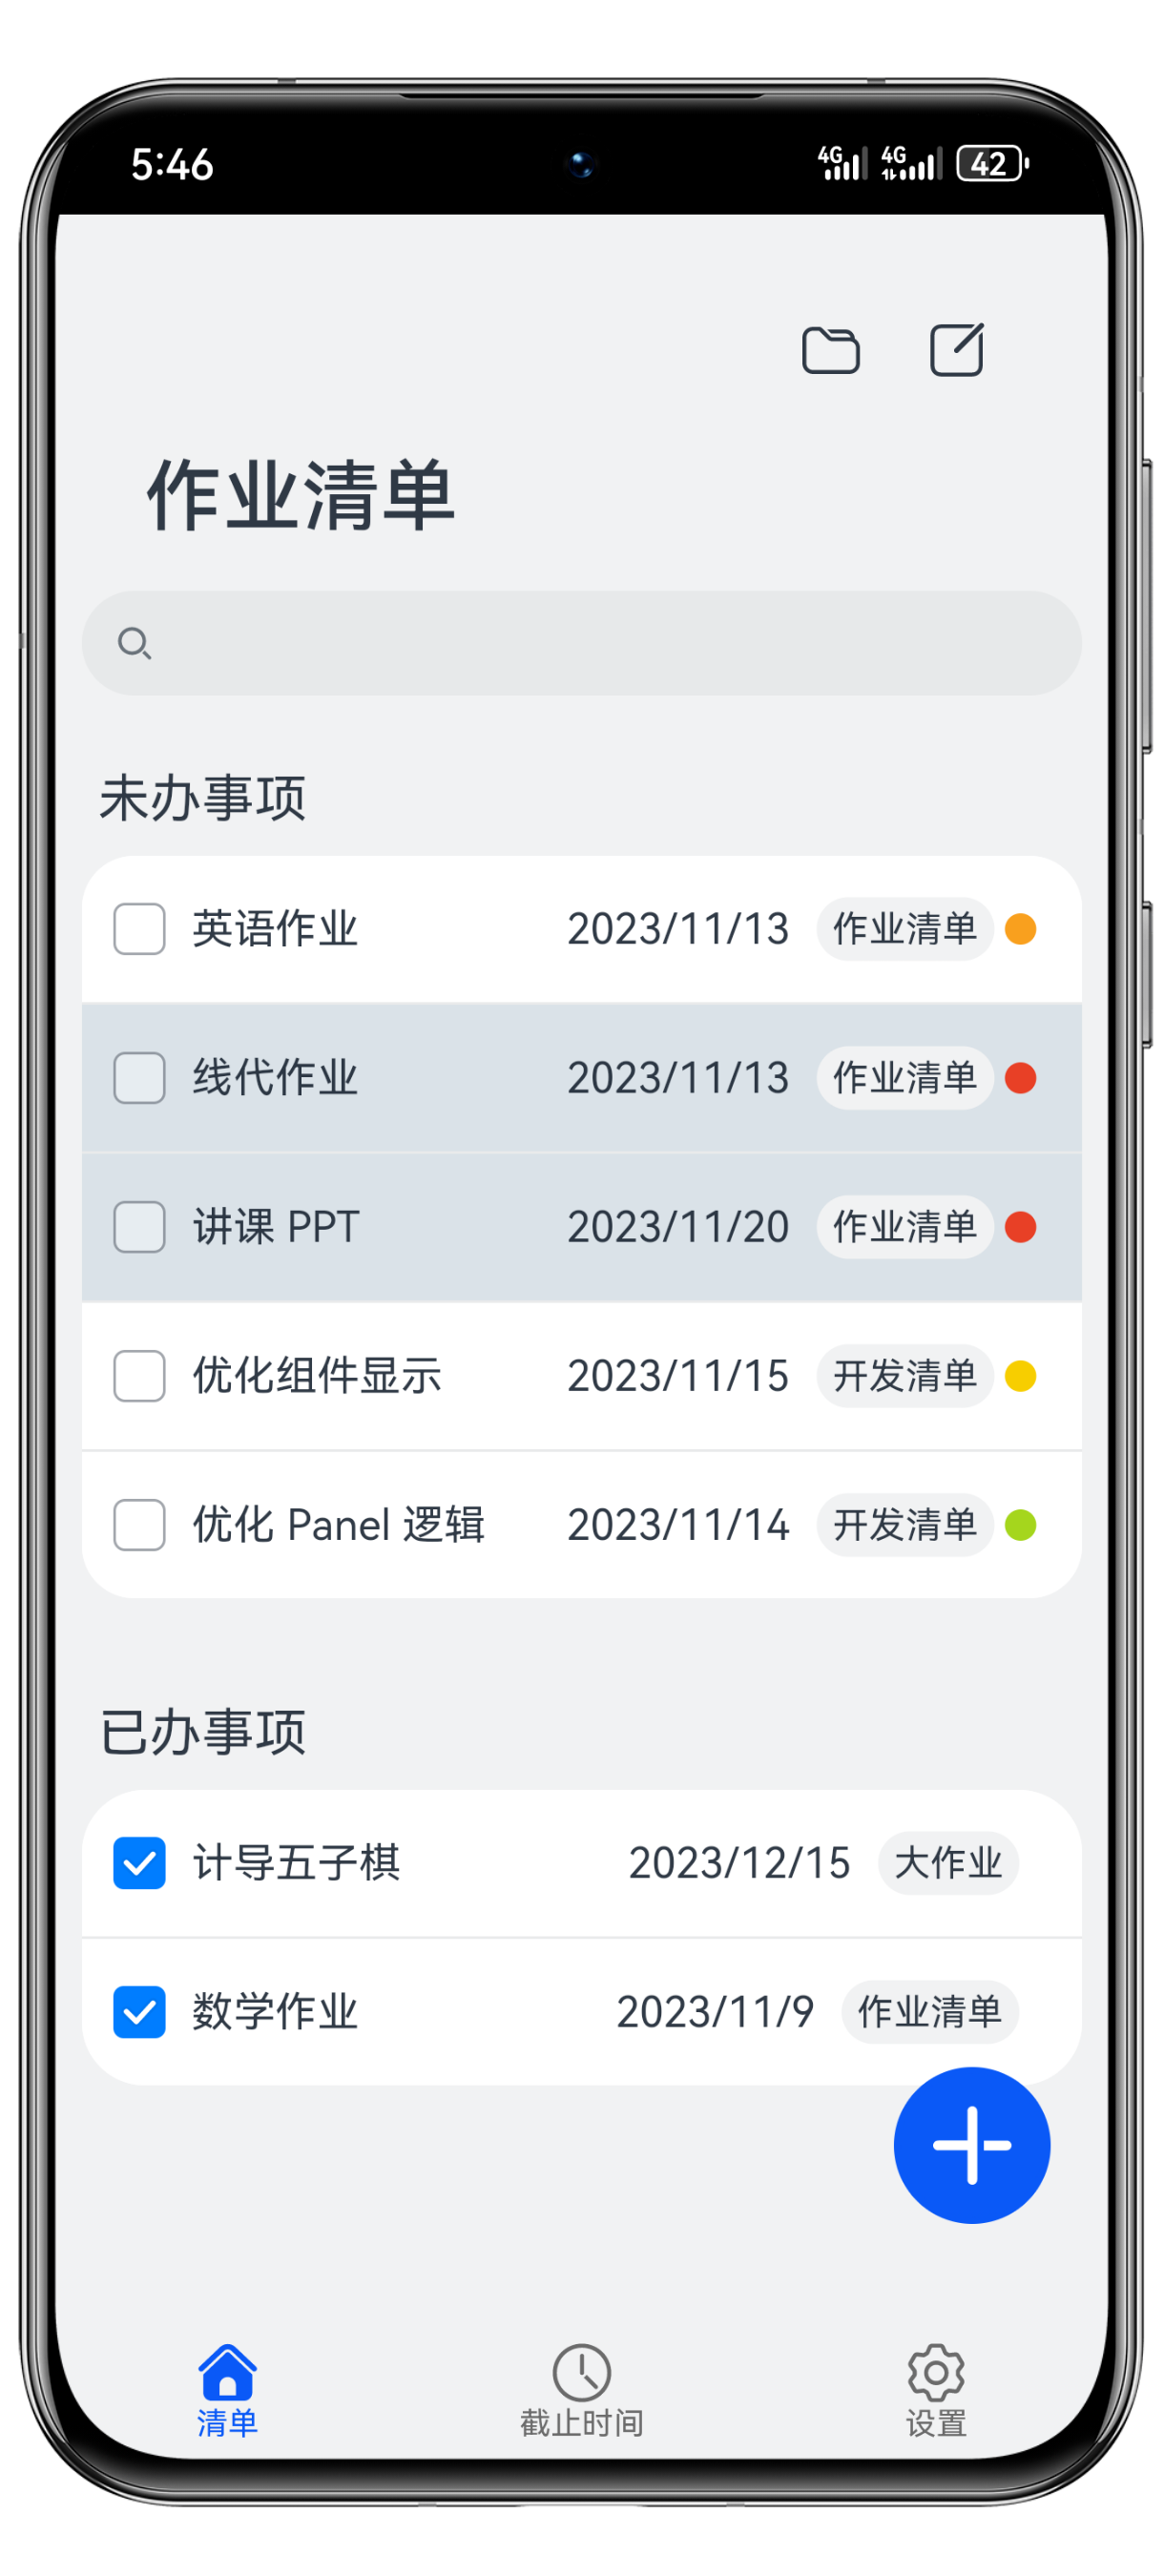 5:46 4G 4G 42
作业清单
未办事项
英语作业 2023/11/13 作业清单
线代作业 2023/11/13 作业清单
讲课 PPT 2023/11/20 作业清单
优化组件显示 2023/11/15 开发清单
优化 Panel 逻辑 2023/11/14 开发清单
已办事项
计导五子棋 2023/12/15 大作业
数学作业 2023/11/9 作业清单
清单 截止时间 设置